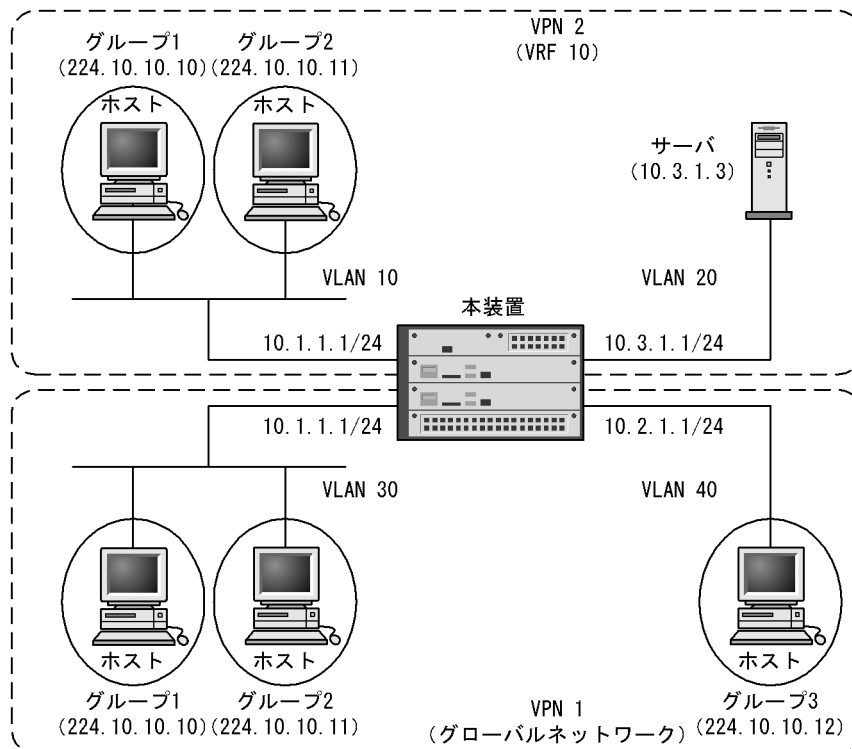 VPN 2
(VRF 10)
グループ1
(224.10.10.10)
グループ2
(224.10.10.11)
ホスト
ホスト
サーバ
(10.3.1.3)
VLAN 10
VLAN 20
本装置
10.1.1.1/24
10.3.1.1/24
10.1.1.1/24
10.2.1.1/24
VLAN 30
VLAN 40
ホスト
ホスト
ホスト
グループ1
(224.10.10.10)
グループ2
(224.10.10.11)
VPN 1
(グローバルネットワーク)
グループ3
(224.10.10.12)